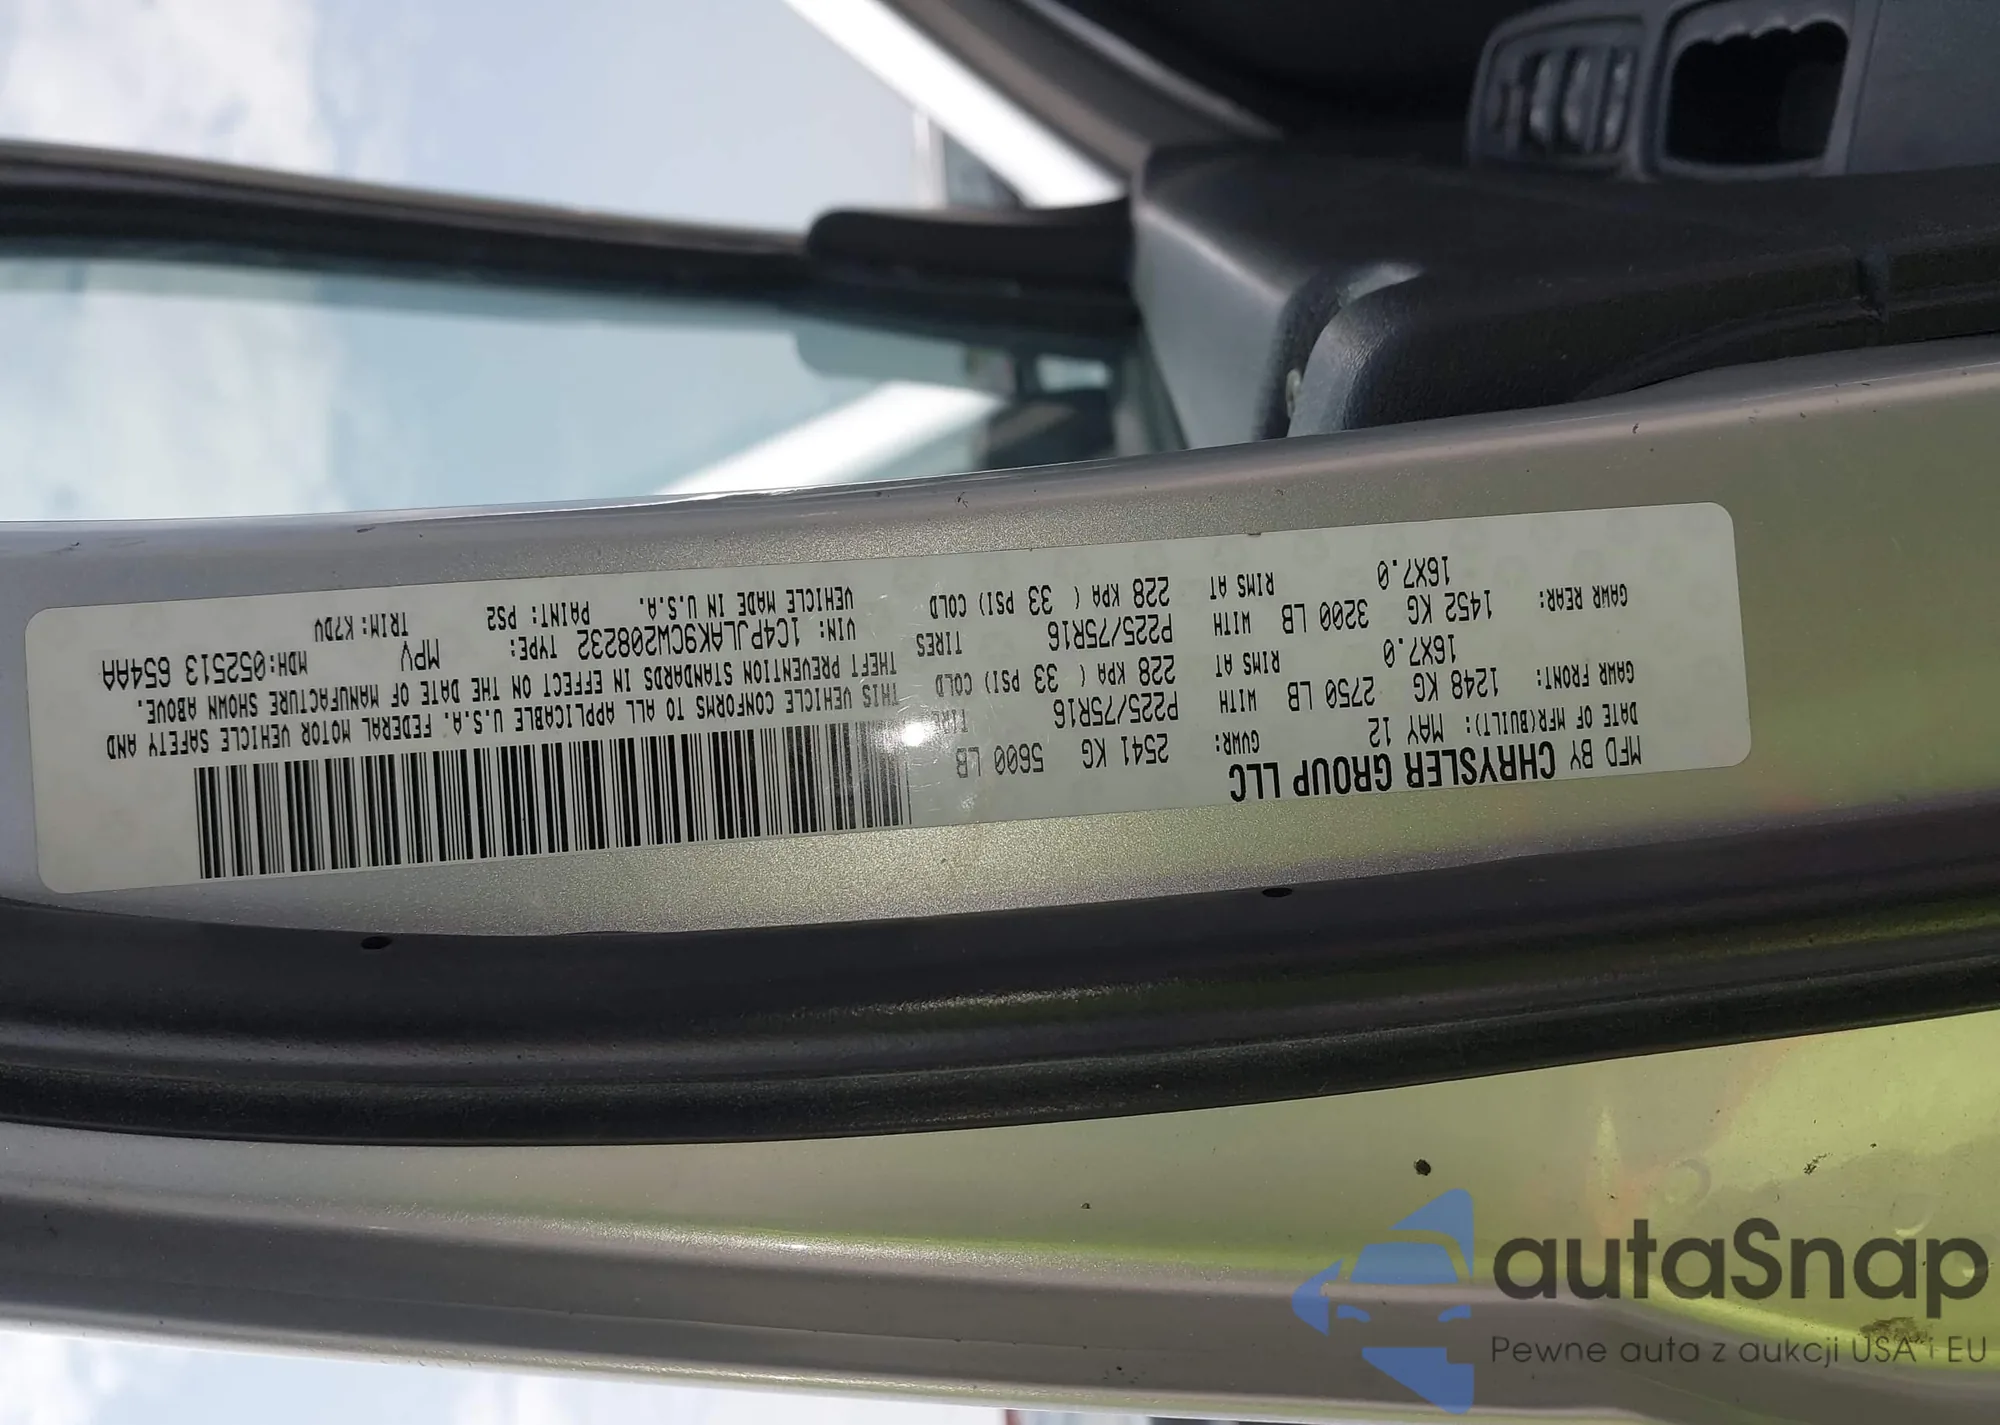 MFD BY CHRYSLER GROUP LLC
DATE OF MFR(BUILT): MAY 12 GVWR: 2541 KG 5600 LB
GAWR FRONT: 1248 KG 2750 LB WITH P225/75R16 TIRES
16X7.0 RIMS AT 228 KPA ( 33 PSI) COLD
GAWR REAR: 1452 KG 3200 LB WITH P225/75R16 TIRES
16X7.0 RIMS AT 228 KPA ( 33 PSI) COLD
THIS VEHICLE CONFORMS TO ALL APPLICABLE U.S.A. FEDERAL MOTOR VEHICLE SAFETY AND
THEFT PREVENTION STANDARDS IN EFFECT ON THE DATE OF MANUFACTURE SHOWN ABOVE.
VIN: 1C4PJLAK9CW208232 TYPE: MPV MDH:052513 654AA
VEHICLE MADE IN U.S.A. PAINT: PS2 TRIM:K7DV
autaSnap
Pewne auta z aukcji USA i EU